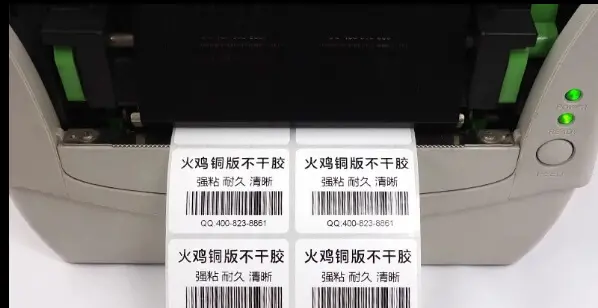 POWER
READY
FEED
火鸡铜版不干胶 火鸡铜版不干胶
强粘 耐久 清晰 强粘 耐久 清晰
QQ:400-823-8861 QQ:400-823-8861
火鸡铜版不干胶 火鸡铜版不干胶
强粘 耐久 清晰 强粘 耐久 清晰